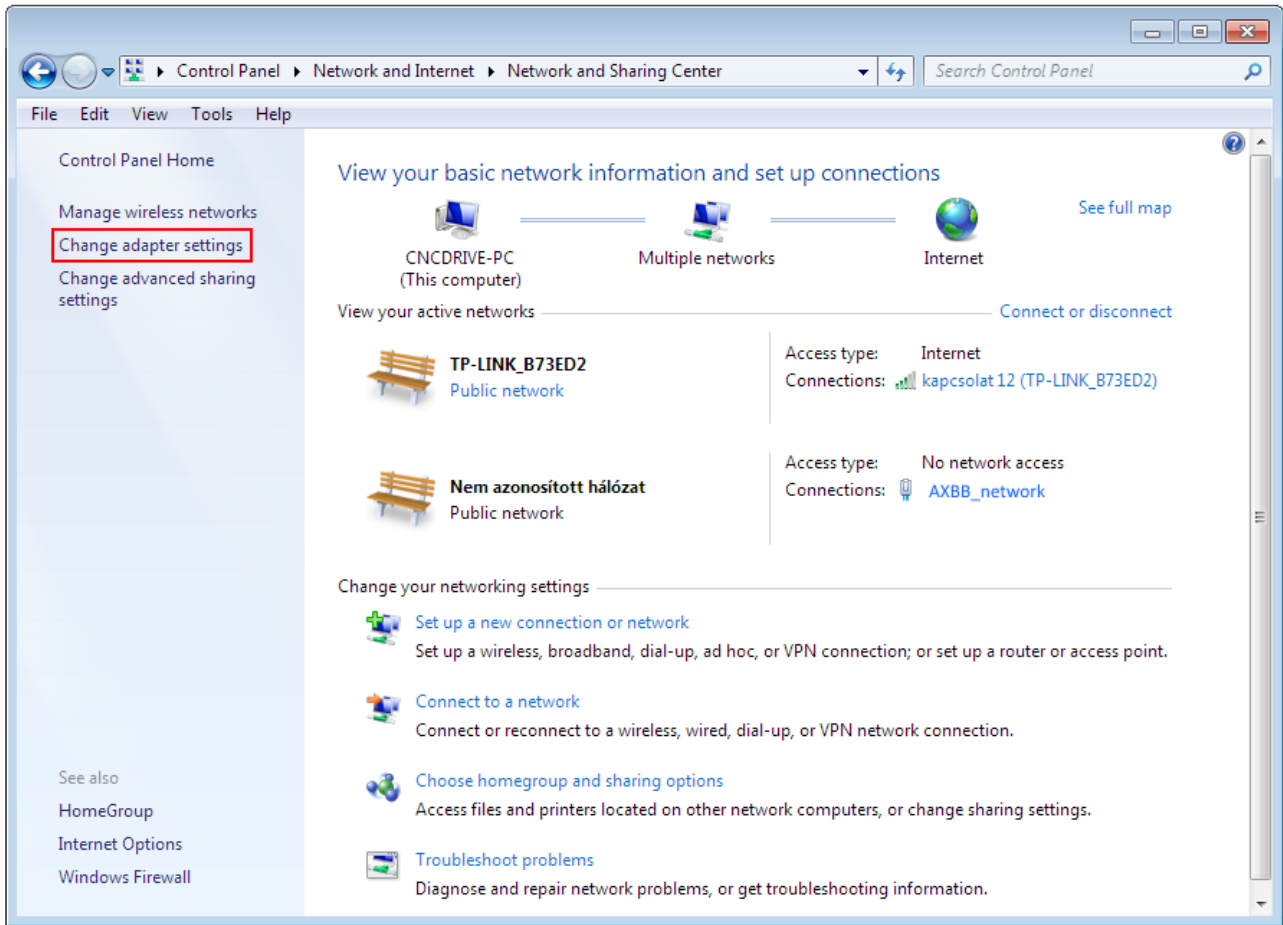 Control Panel Network and Internet Network and Sharing Center
Search Control Panel
File Edit View Tools Help
Control Panel Home
Manage wireless networks
Change adapter settings
Change advanced sharing
settings
See also
HomeGroup
Internet Options
Windows Firewall
View your basic network information and set up connections
See full map
CNCDRIVE-PC
(This computer)
Multiple networks
Internet
View your active networks
Connect or disconnect
TP-LINK_B73ED2
Public network
Access type: Internet
Connections: kapcsolat 12 (TP-LINK_B73ED2)
Nem azonosított hálózat
Public network
Access type: No network access
Connections: AXBB_network
Change your networking settings
Set up a new connection or network
Set up a wireless, broadband, dial-up, ad hoc, or VPN connection; or set up a router or access point.
Connect to a network
Connect or reconnect to a wireless, wired, dial-up, or VPN network connection.
Choose homegroup and sharing options
Access files and printers located on other network computers, or change sharing settings.
Troubleshoot problems
Diagnose and repair network problems, or get troubleshooting information.